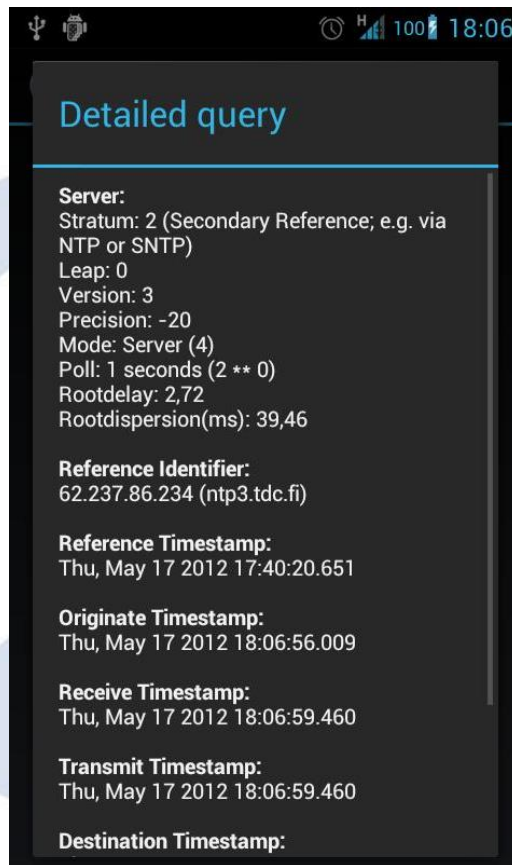 H 100 18:06
Detailed query
Server:
Stratum: 2 (Secondary Reference; e.g. via
NTP or SNTP)
Leap: 0
Version: 3
Precision: -20
Mode: Server (4)
Poll: 1 seconds (2 ** 0)
Rootdelay: 2,72
Rootdispersion(ms): 39,46
Reference Identifier:
62.237.86.234 (ntp3.tdc.fi)
Reference Timestamp:
Thu, May 17 2012 17:40:20.651
Originate Timestamp:
Thu, May 17 2012 18:06:56.009
Receive Timestamp:
Thu, May 17 2012 18:06:59.460
Transmit Timestamp:
Thu, May 17 2012 18:06:59.460
Destination Timestamp: